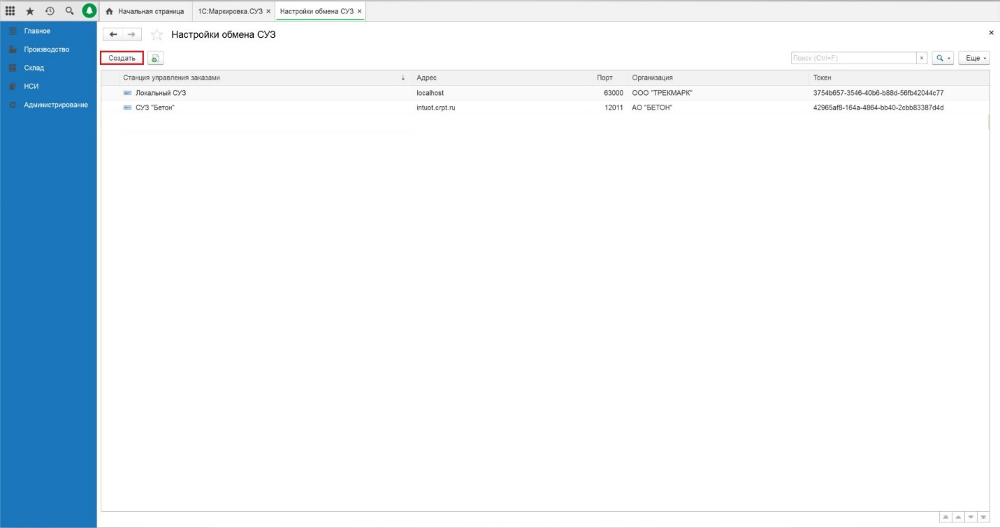 Начальная страница 1С:Маркировка.СУЗ × Настройки обмена СУЗ ×
Главное
Производство
Склад
НСИ
Администрирование
Настройки обмена СУЗ ×
Создать Поиск (Ctrl+F) × Еще
Станция управления заказами ↓ Адрес Порт Организация Токен
Локальный СУЗ localhost 63000 ООО "ТРЕКМАРК" 3754b657-3546-40b6-b88d-56fb42044c77
СУЗ "Бетон" intuot.crpt.ru 12011 АО "БЕТОН" 42965af8-164a-4864-bb40-2cbb83387d4d